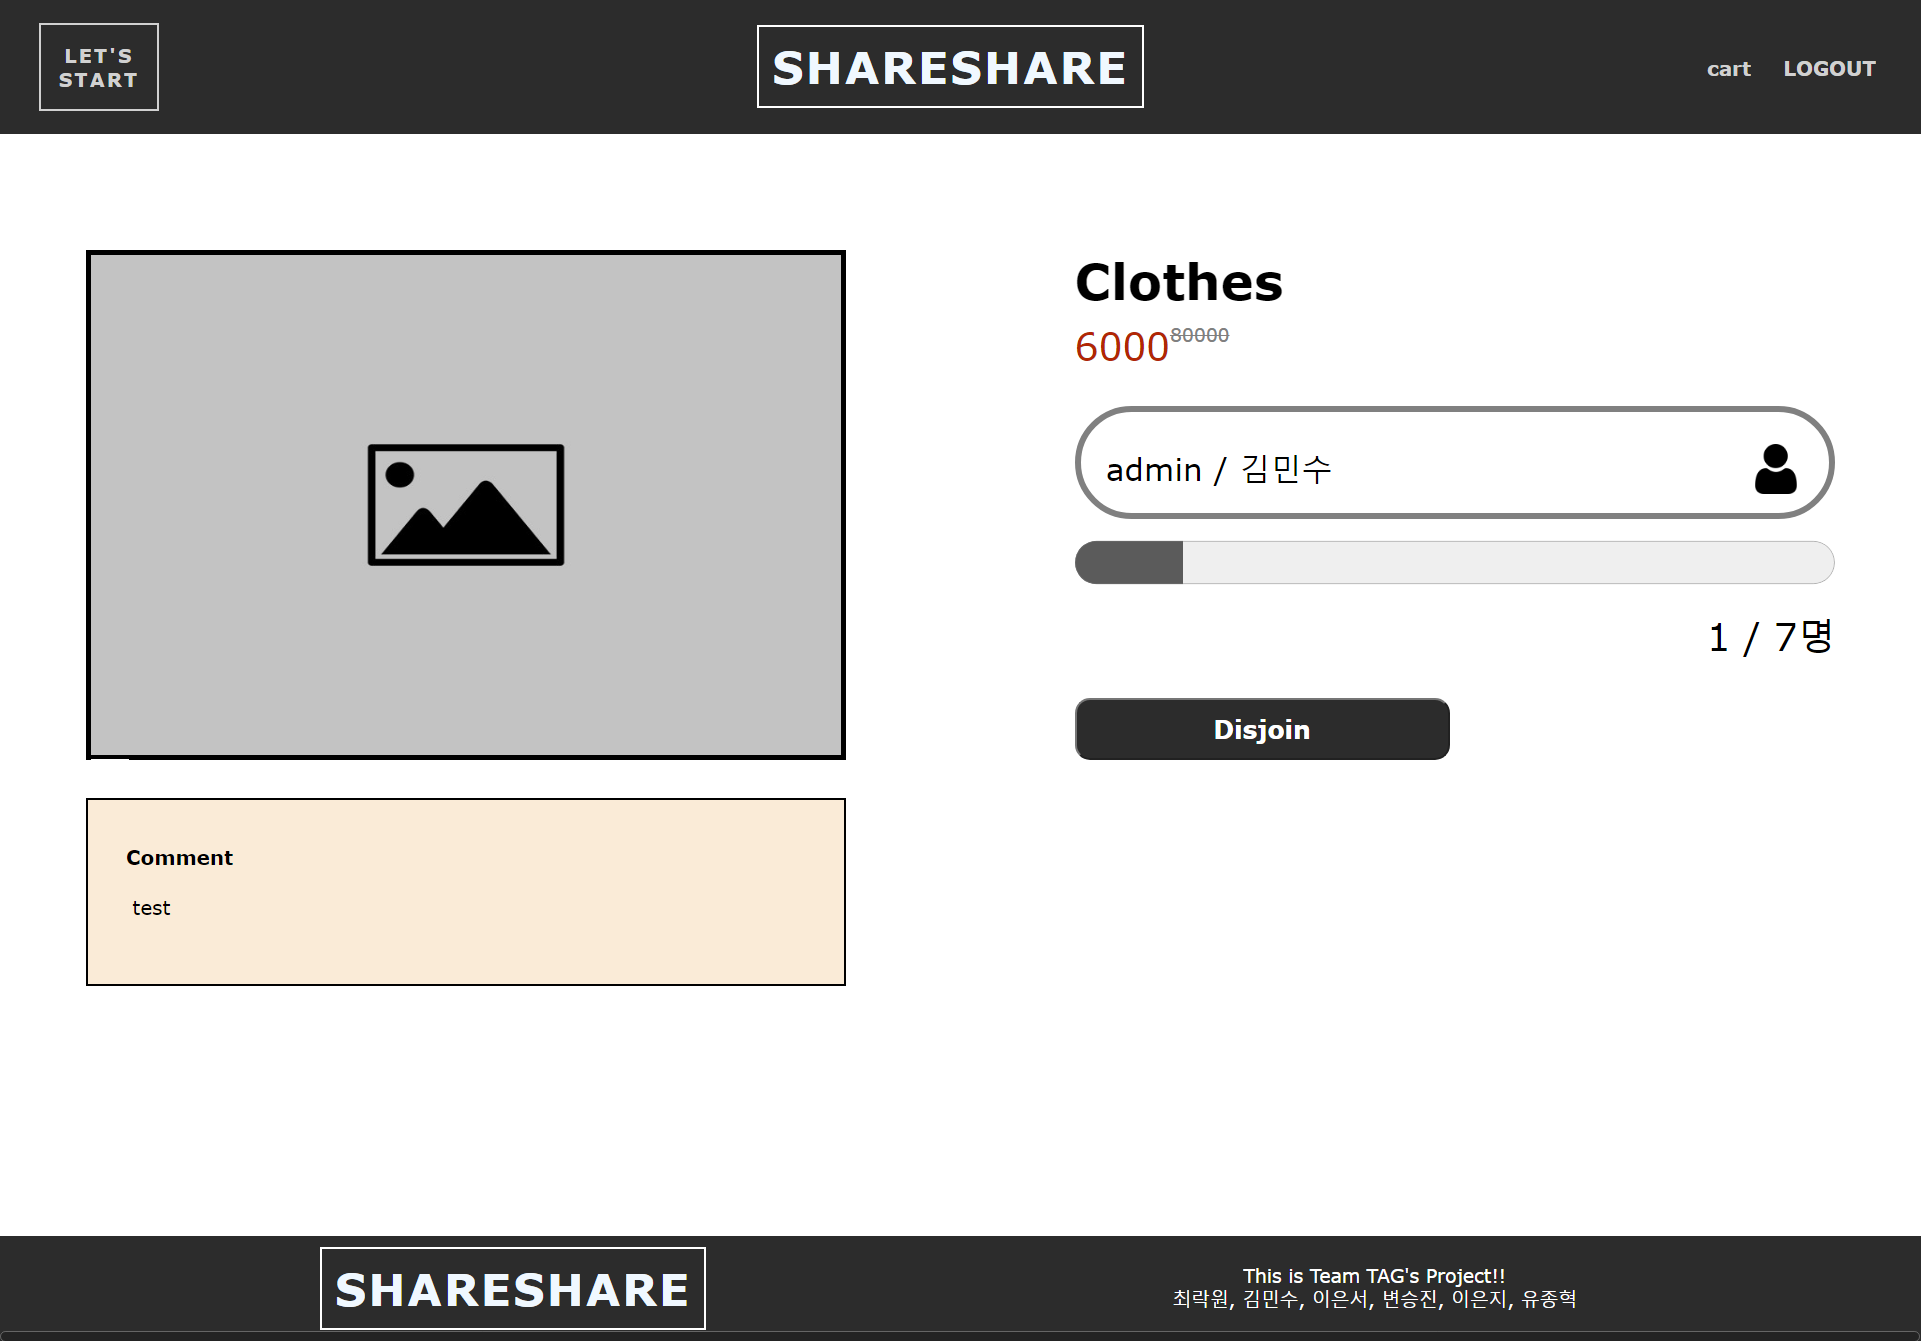 LET'S
START
SHARESHARE
cart LOGOUT
Clothes
6000 80000
admin / 김민수
1 / 7명
Disjoin
Comment
test
SHARESHARE
This is Team TAG's Project!!
최락원, 김민수, 이은서, 변승진, 이은지, 유종혁